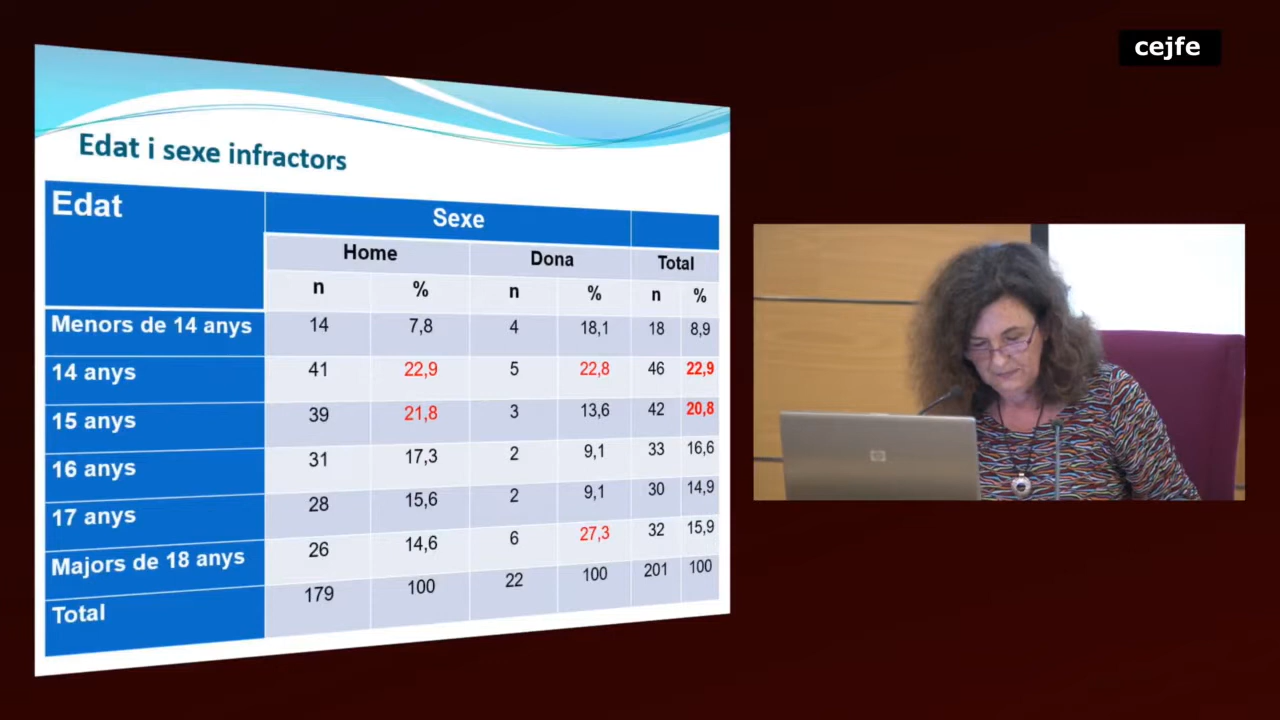 cejfe
Edat i sexe infractors
Edat Sexe
Home Dona Total
n % n % n %
Menors de 14 anys 14 7,8 4 18,1 18 8,9
14 anys 41 22,9 5 22,8 46 22,9
15 anys 39 21,8 3 13,6 42 20,8
16 anys 31 17,3 2 9,1 33 16,6
17 anys 28 15,6 2 9,1 30 14,9
Majors de 18 anys 26 14,6 6 27,3 32 15,9
Total 179 100 22 100 201 100